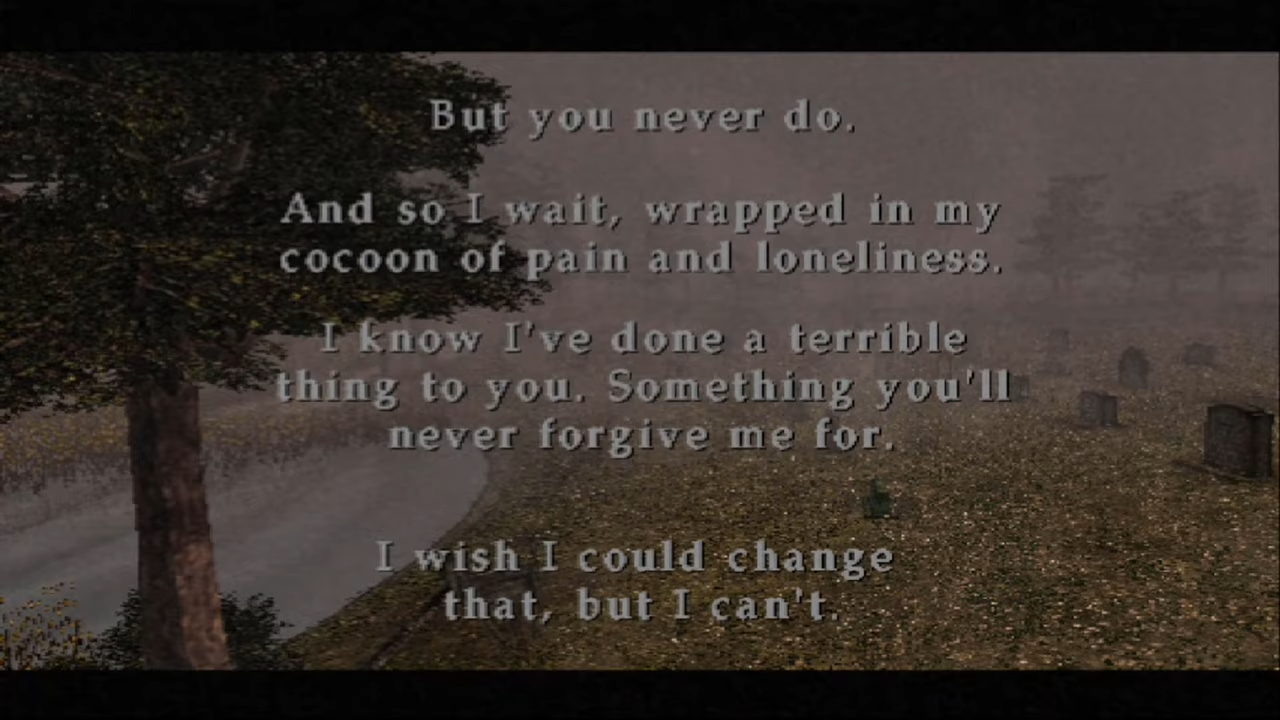 But you never do.
And so I wait, wrapped in my
cocoon of pain and loneliness.
I know I've done a terrible
thing to you. Something you'll
never forgive me for.
I wish I could change
that, but I can't.